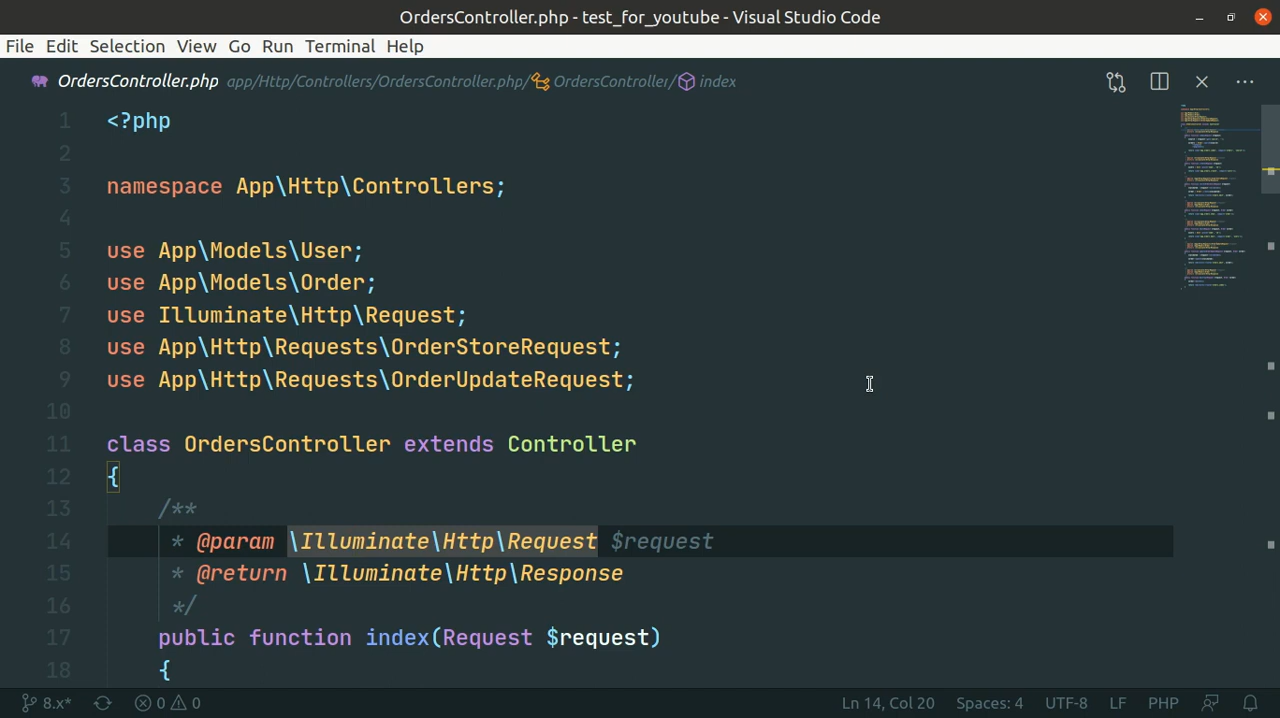 OrdersController.php - test_for_youtube - Visual Studio Code
File Edit Selection View Go Run Terminal Help
OrdersController.php app/Http/Controllers/OrdersController.php/ OrdersController/ index
1 <?php
2
3 namespace App\Http\Controllers;
4
5 use App\Models\User;
6 use App\Models\Order;
7 use Illuminate\Http\Request;
8 use App\Http\Requests\OrderStoreRequest;
9 use App\Http\Requests\OrderUpdateRequest;
10
11 class OrdersController extends Controller
12 {
13 /**
14 * @param \Illuminate\Http\Request $request
15 * @return \Illuminate\Http\Response
16 */
17 public function index(Request $request)
18 {
8.x* 0 0 Ln 14, Col 20 Spaces: 4 UTF-8 LF PHP